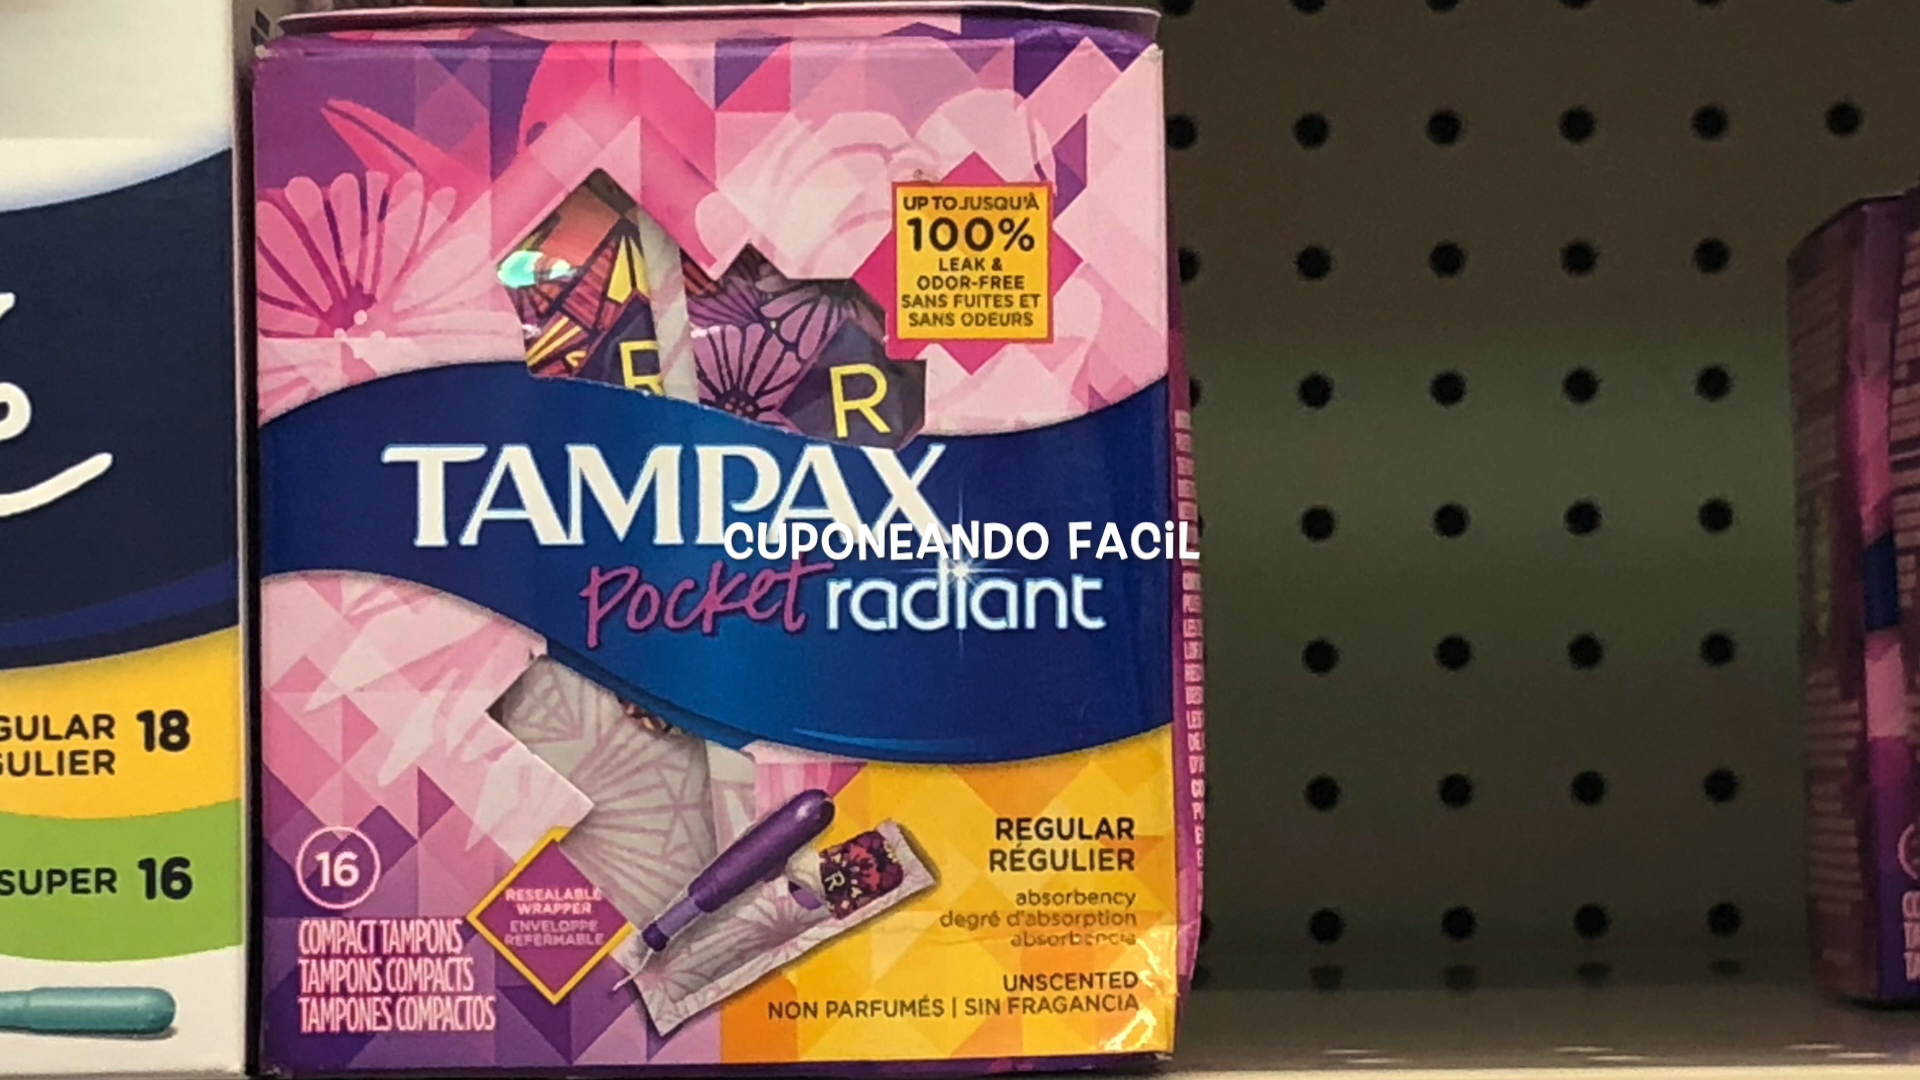 GULAR 18
GULIER
SUPER 16
UP TO JUSQU'À
100%
LEAK &
ODOR-FREE
SANS FUITES ET
SANS ODEURS
R
R
TAMPAX
CUPONEANDO FACiL
Pocket radiant
16
COMPACT TAMPONS
TAMPONS COMPACTS
TAMPONES COMPACTOS
RESEALABLE
WRAPPER
ENVELOPPE
REFERMABLE
R
REGULAR
RÉGULIER
absorbency
degré d'absorption
absorbencia
UNSCENTED
NON PARFUMÉS | SIN FRAGANCIA